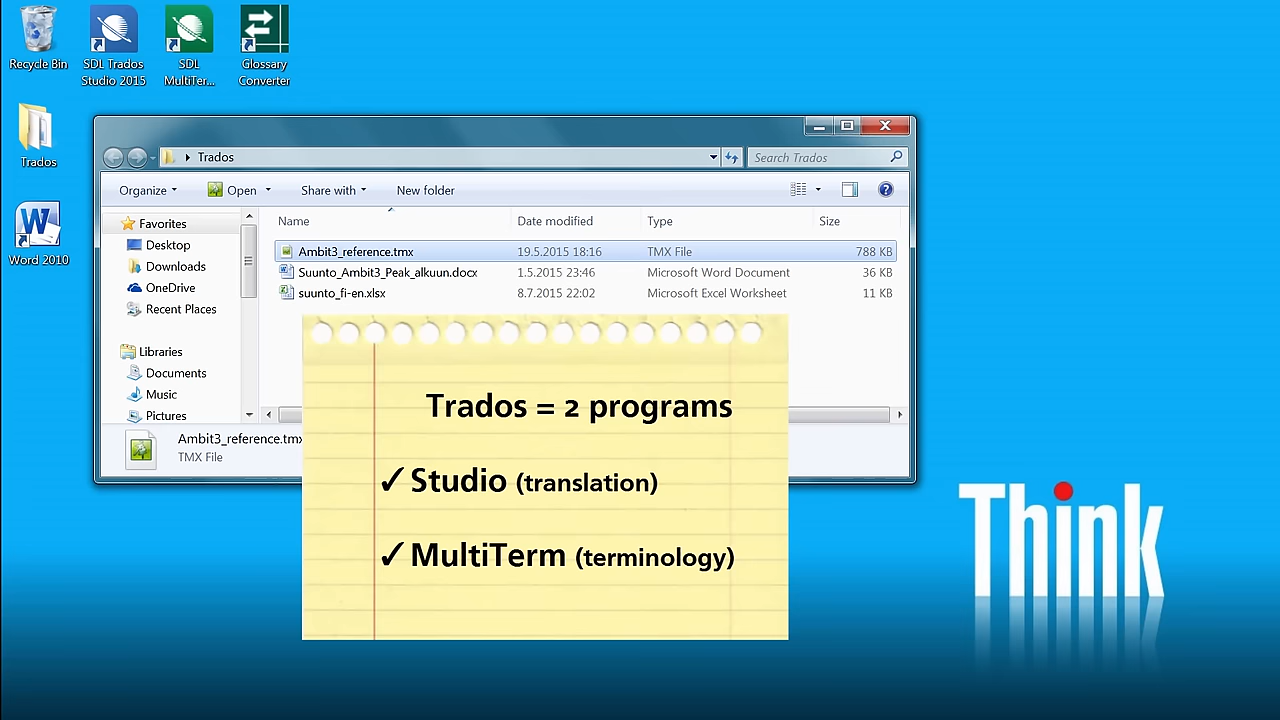 Recycle Bin
SDL Trados
Studio 2015
SDL
MultiTer...
Glossary
Converter
Trados
Word 2010
Trados
Search Trados
Organize
Open
Share with
New folder
Name
Date modified
Type
Size
Favorites
Desktop
Downloads
OneDrive
Recent Places
Libraries
Documents
Music
Pictures
Ambit3_reference.tmx 19.5.2015 18:16 TMX File 788 KB
Suunto_Ambit3_Peak_alkuun.docx 1.5.2015 23:46 Microsoft Word Document 36 KB
suunto_fi-en.xlsx 8.7.2015 22:02 Microsoft Excel Worksheet 11 KB
Ambit3_reference.tmx
TMX File
Trados = 2 programs
✓Studio (translation)
✓MultiTerm (terminology)
Think